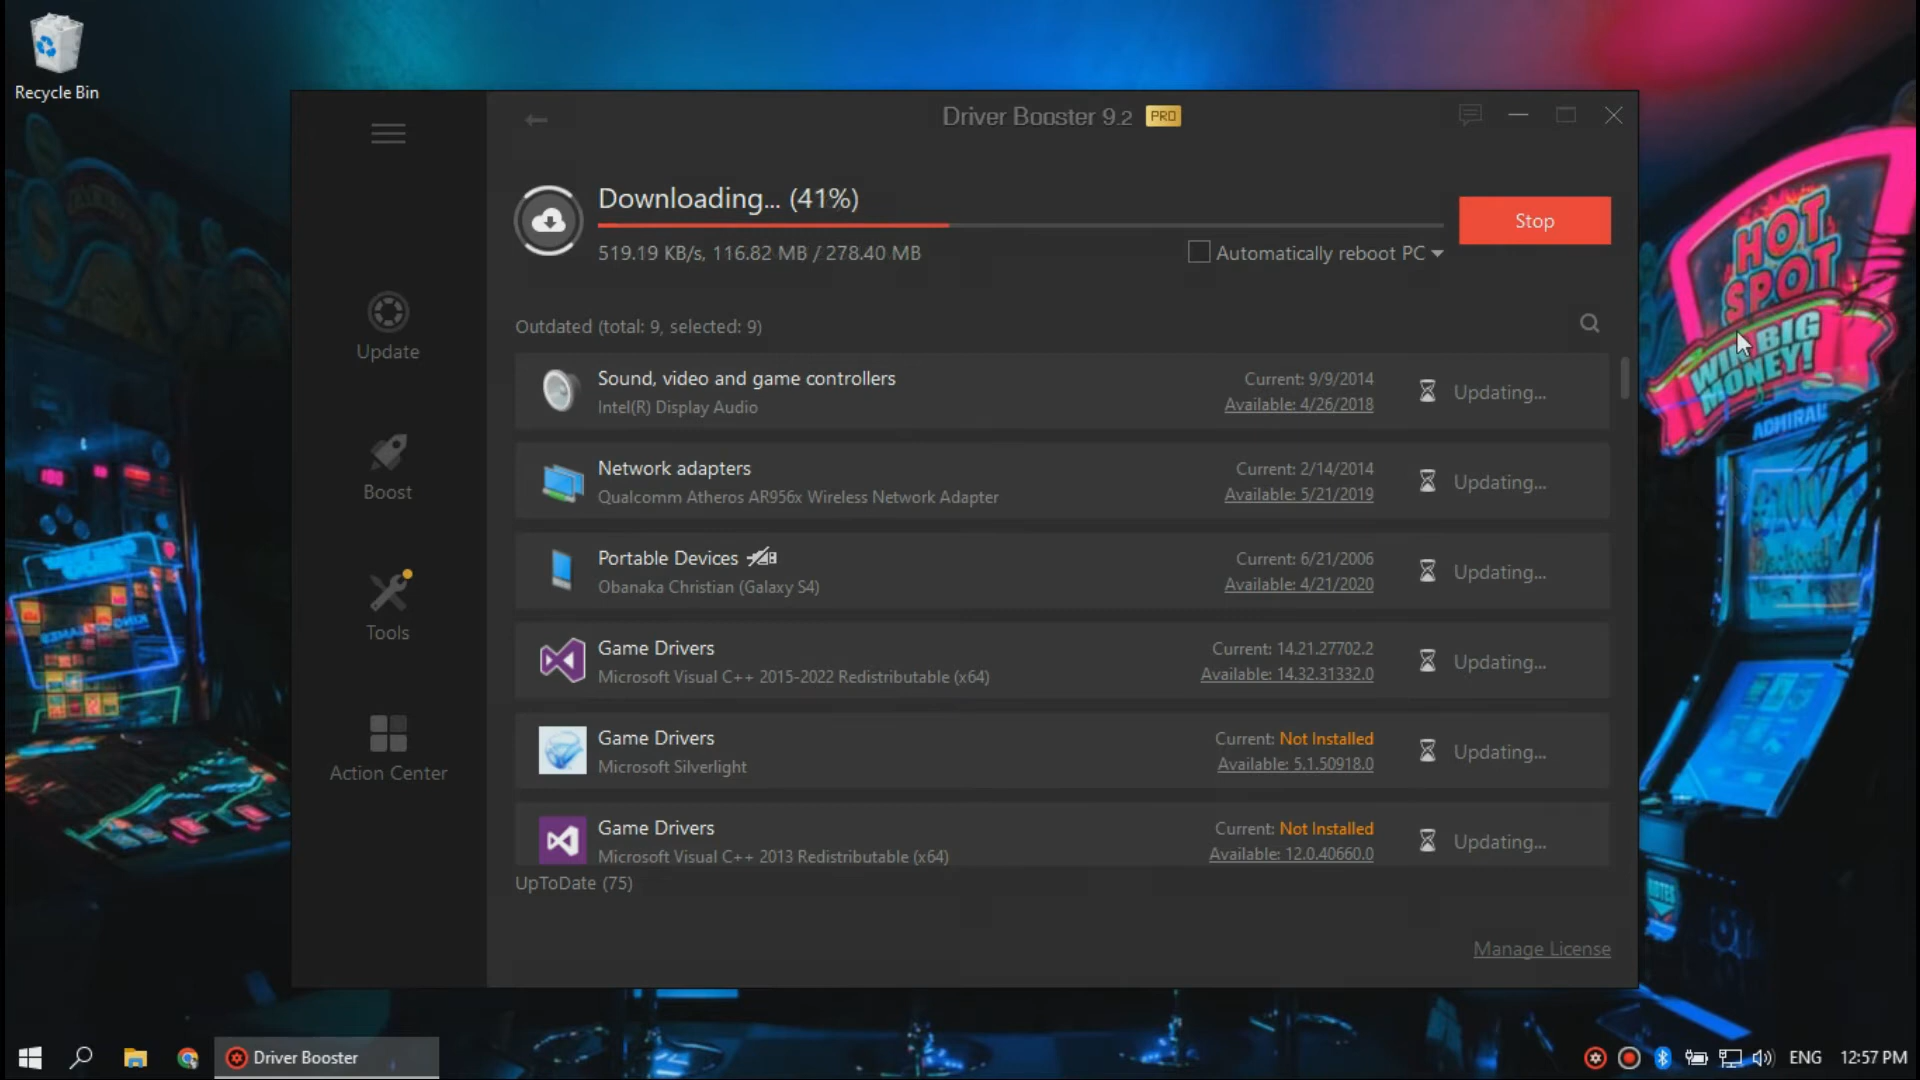 Recycle Bin
Driver Booster 9.2 PRO
Downloading... (41%)
Stop
519.19 KB/s, 116.82 MB / 278.40 MB
Automatically reboot PC
Outdated (total: 9, selected: 9)
Update
Boost
Tools
Action Center
Sound, video and game controllers
Intel(R) Display Audio
Current: 9/9/2014
Available: 4/26/2018
Updating...
Network adapters
Qualcomm Atheros AR956x Wireless Network Adapter
Current: 2/14/2014
Available: 5/21/2019
Updating...
Portable Devices
Obanaka Christian (Galaxy S4)
Current: 6/21/2006
Available: 4/21/2020
Updating...
Game Drivers
Microsoft Visual C++ 2015-2022 Redistributable (x64)
Current: 14.21.27702.2
Available: 14.32.31332.0
Updating...
Game Drivers
Microsoft Silverlight
Current: Not Installed
Available: 5.1.50918.0
Updating...
Game Drivers
Microsoft Visual C++ 2013 Redistributable (x64)
Current: Not Installed
Available: 12.0.40660.0
Updating...
UpToDate (75)
Manage License
HOT
SPOT
WIN BIG
MONEY!
ADMIRAL
Driver Booster
ENG
12:57 PM